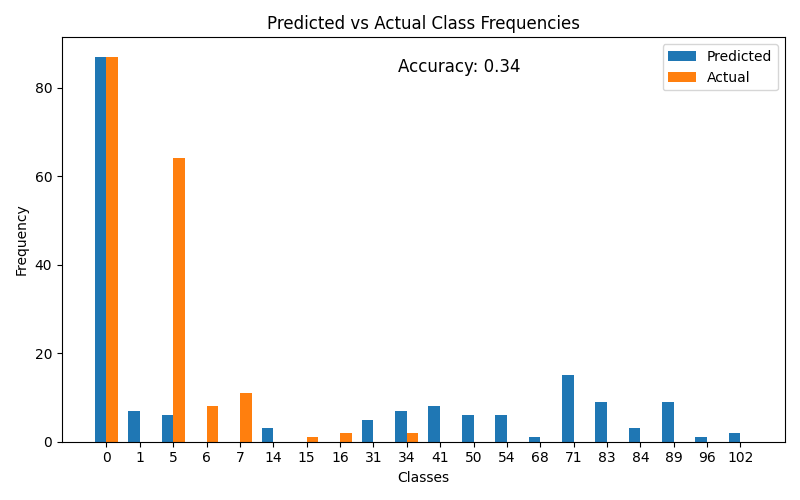 Predicted vs Actual Class Frequencies
Accuracy: 0.34
Predicted
Actual
Frequency
80
60
40
20
0
0 1 5 6 7 14 15 16 31 34 41 50 54 68 71 83 84 89 96 102
Classes